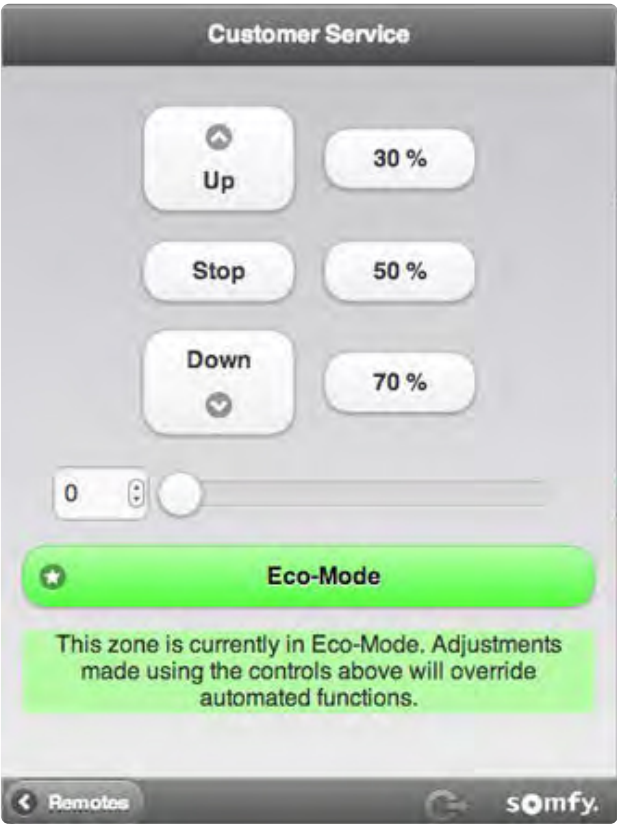 Customer Service
Up
30 %
Stop
50 %
Down
70 %
0
Eco-Mode
This zone is currently in Eco-Mode. Adjustments
made using the controls above will override
automated functions.
Remotes
somfy.